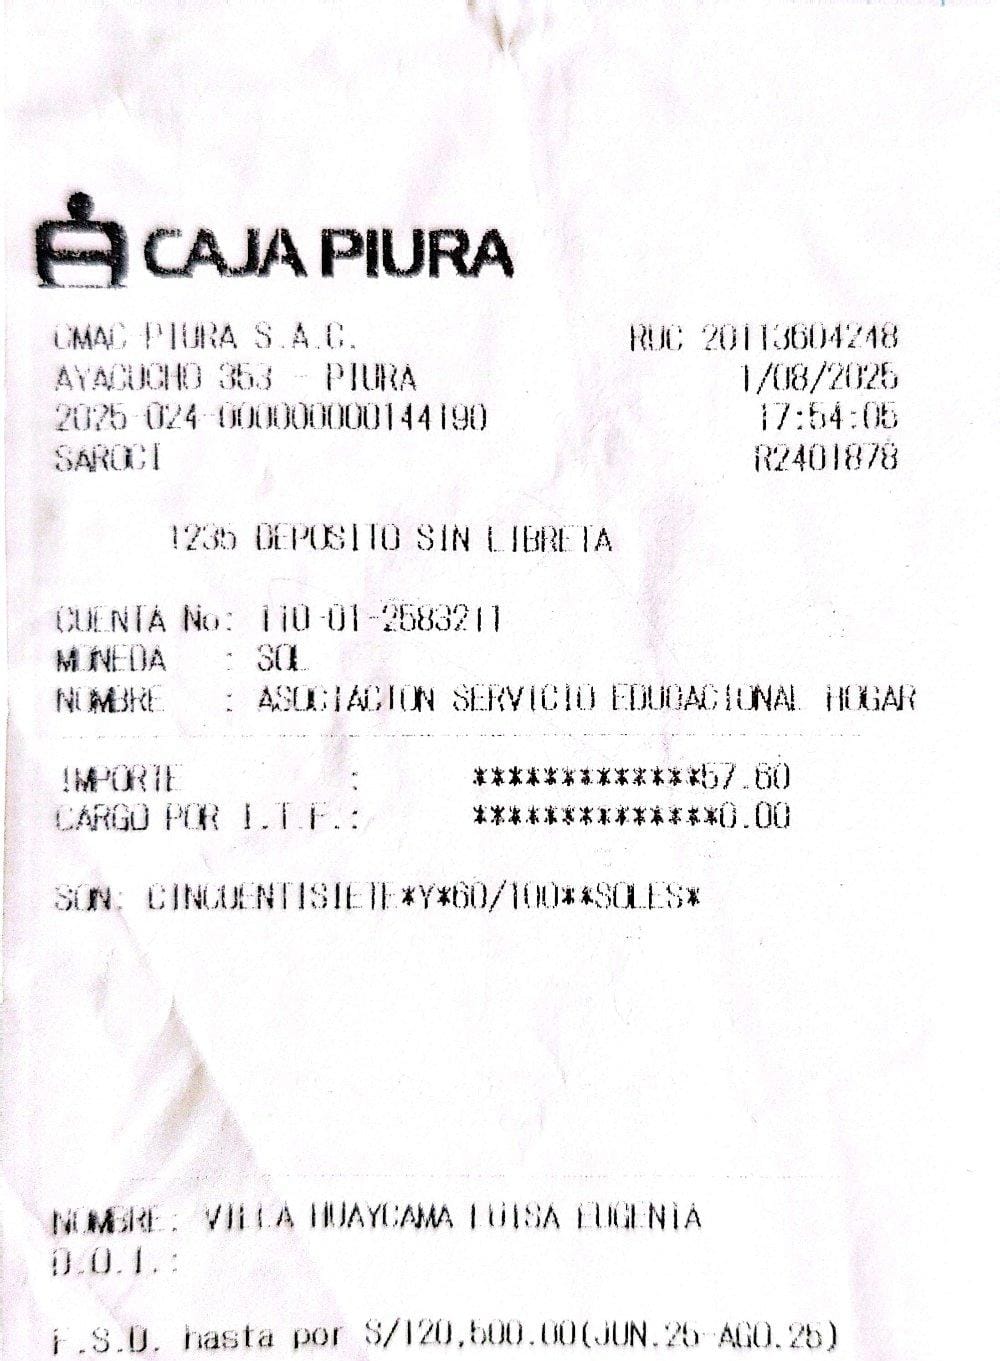 CAJA PIURA
CMAC PIURA S.A.C. RUC 20113604248
AYACUCHO 353 - PIURA 1/08/2025
2025-024-000000000144190 17:54:05
SAROCI R2401878
1235 DEPOSITO SIN LIBRETA
CUENTA No: 110-01-2583211
MONEDA : SOL
NOMBRE : ASOCIACION SERVICIO EDUCACIONAL HOGAR
IMPORTE : *************57.60
CARGO POR I.T.F.: **************0.00
SON: CINCUENTISIETE*Y*60/100**SOLES*
NOMBRE: VILLA HUAYCAMA LUISA EUGENIA
D.O.I.:
F.S.D. hasta por S/120,500.00(JUN.25-AGO.25)